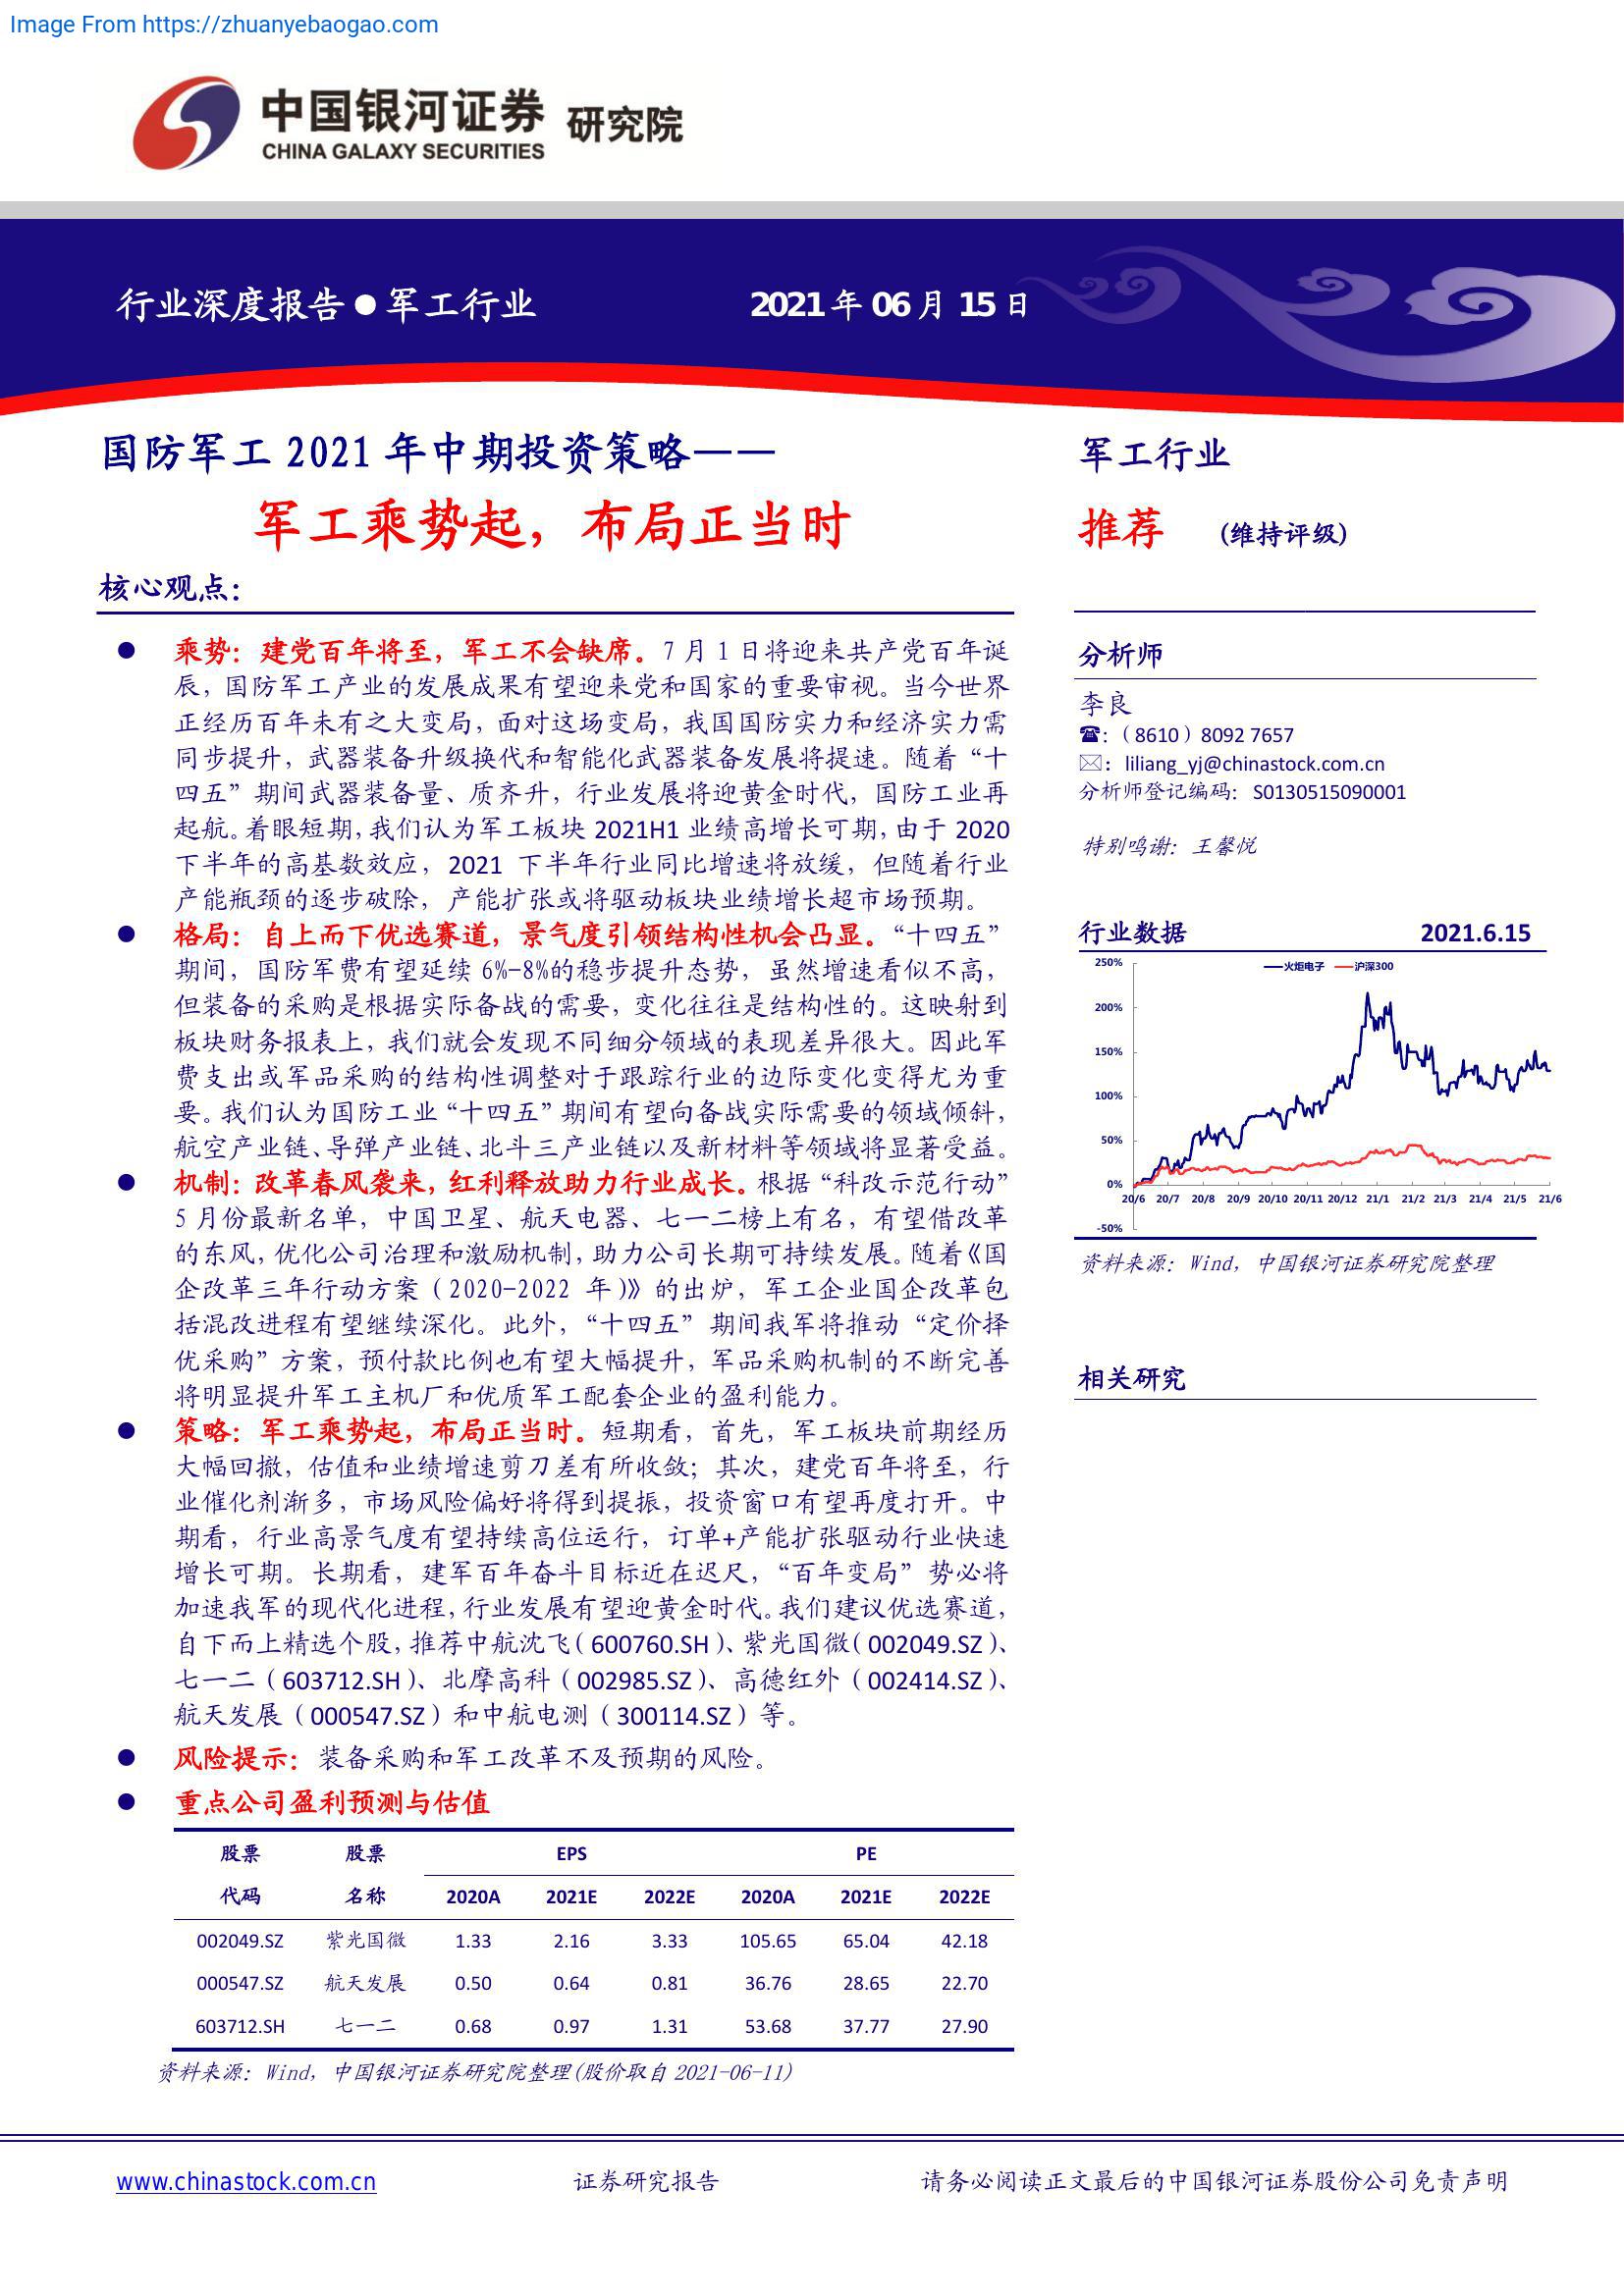 Image From https://zhuanyebaogao.com
中国银河证券 研究院
CHINA GALAXY SECURITIES
行业深度报告●军工行业 2021年06月15日
国防军工 2021 年中期投资策略——
军工乘势起，布局正当时
核心观点：
● 乘势：建党百年将至，军工不会缺席。7 月 1 日将迎来共产党百年诞
辰，国防军工产业的发展成果有望迎来党和国家的重要审视。当今世界
正经历百年未有之大变局，面对这场变局，我国国防实力和经济实力需
同步提升，武器装备升级换代和智能化武器装备发展将提速。随着“十
四五”期间武器装备量、质齐升，行业发展将迎黄金时代，国防工业再
起航。着眼短期，我们认为军工板块 2021H1 业绩高增长可期，由于 2020
下半年的高基数效应，2021 下半年行业同比增速将放缓，但随着行业
产能瓶颈的逐步破除，产能扩张或将驱动板块业绩增长超市场预期。
● 格局：自上而下优选赛道，景气度引领结构性机会凸显。“十四五”
期间，国防军费有望延续 6%-8%的稳步提升态势，虽然增速看似不高，
但装备的采购是根据实际备战的需要，变化往往是结构性的。这映射到
板块财务报表上，我们就会发现不同细分领域的表现差异很大。因此军
费支出或军品采购的结构性调整对于跟踪行业的边际变化变得尤为重
要。我们认为国防工业“十四五”期间有望向备战实际需要的领域倾斜，
航空产业链、导弹产业链、北斗三产业链以及新材料等领域将显著受益。
● 机制：改革春风袭来，红利释放助力行业成长。根据“科改示范行动”
5 月份最新名单，中国卫星、航天电器、七一二榜上有名，有望借改革
的东风，优化公司治理和激励机制，助力公司长期可持续发展。随着《国
企改革三年行动方案（2020-2022 年）》的出炉，军工企业国企改革包
括混改进程有望继续深化。此外，“十四五”期间我军将推动“定价择
优采购”方案，预付款比例也有望大幅提升，军品采购机制的不断完善
将明显提升军工主机厂和优质军工配套企业的盈利能力。
● 策略：军工乘势起，布局正当时。短期看，首先，军工板块前期经历
大幅回撤，估值和业绩增速剪刀差有所收敛；其次，建党百年将至，行
业催化剂渐多，市场风险偏好将得到提振，投资窗口有望再度打开。中
期看，行业高景气度有望持续高位运行，订单+产能扩张驱动行业快速
增长可期。长期看，建军百年奋斗目标近在迟尺，“百年变局”势必将
加速我军的现代化进程，行业发展有望迎黄金时代。我们建议优选赛道，
自下而上精选个股，推荐中航沈飞（600760.SH）、紫光国微（002049.SZ）、
七一二（603712.SH）、北摩高科（002985.SZ）、高德红外（002414.SZ）、
航天发展（000547.SZ）和中航电测（300114.SZ）等。
● 风险提示：装备采购和军工改革不及预期的风险。
● 重点公司盈利预测与估值
股票 股票 EPS PE
代码 名称 2020A 2021E 2022E 2020A 2021E 2022E
002049.SZ 紫光国微 1.33 2.16 3.33 105.65 65.04 42.18
000547.SZ 航天发展 0.50 0.64 0.81 36.76 28.65 22.70
603712.SH 七一二 0.68 0.97 1.31 53.68 37.77 27.90
资料来源：Wind，中国银河证券研究院整理(股价取自 2021-06-11)
军工行业
推荐 (维持评级)
分析师
李良
☎:（8610）8092 7657
✉: liliang_yj@chinastock.com.cn
分析师登记编码：S0130515090001
特别鸣谢：王馨悦
行业数据 2021.6.15
火炬电子 沪深300
250%
200%
150%
100%
50%
0%
20/6 20/7 20/8 20/9 20/10 20/11 20/12 21/1 21/2 21/3 21/4 21/5 21/6
-50%
资料来源：Wind，中国银河证券研究院整理
相关研究
www.chinastock.com.cn 证券研究报告 请务必阅读正文最后的中国银河证券股份公司免责声明